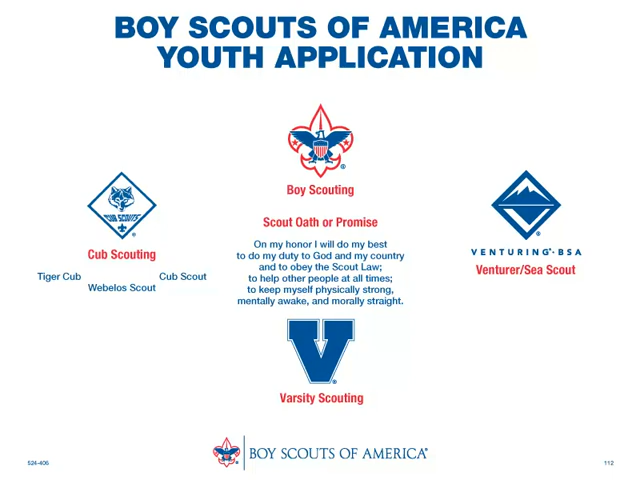 BOY SCOUTS OF AMERICA
YOUTH APPLICATION
Boy Scouting
Scout Oath or Promise
On my honor I will do my best
to do my duty to God and my country
and to obey the Scout Law;
to help other people at all times;
to keep myself physically strong,
mentally awake, and morally straight.
CUB SCOUTS
Cub Scouting
Tiger Cub Cub Scout
Webelos Scout
VENTURING®•BSA
Venturer/Sea Scout
V
Varsity Scouting
524-406
BOY SCOUTS OF AMERICA®
112